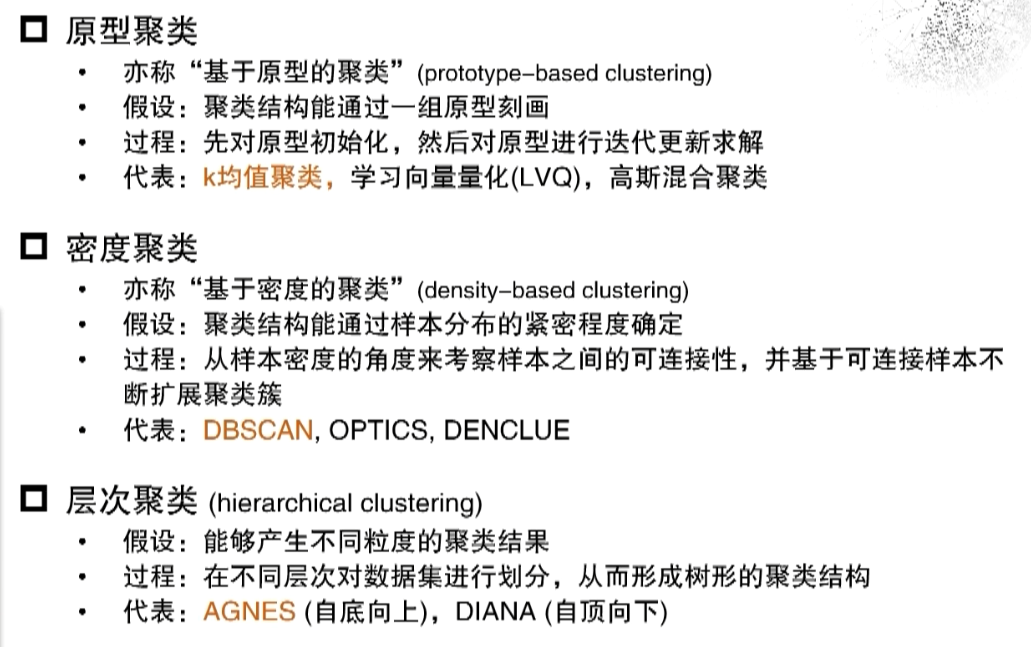 原型聚类
• 亦称“基于原型的聚类” (prototype-based clustering)
• 假设：聚类结构能通过一组原型刻画
• 过程：先对原型初始化，然后对原型进行迭代更新求解
• 代表：k均值聚类，学习向量量化(LVQ)，高斯混合聚类
密度聚类
• 亦称“基于密度的聚类” (density-based clustering)
• 假设：聚类结构能通过样本分布的紧密程度确定
• 过程：从样本密度的角度来考察样本之间的可连接性，并基于可连接样本不
断扩展聚类簇
• 代表：DBSCAN, OPTICS, DENCLUE
层次聚类 (hierarchical clustering)
• 假设：能够产生不同粒度的聚类结果
• 过程：在不同层次对数据集进行划分，从而形成树形的聚类结构
• 代表：AGNES (自底向上)，DIANA (自顶向下)